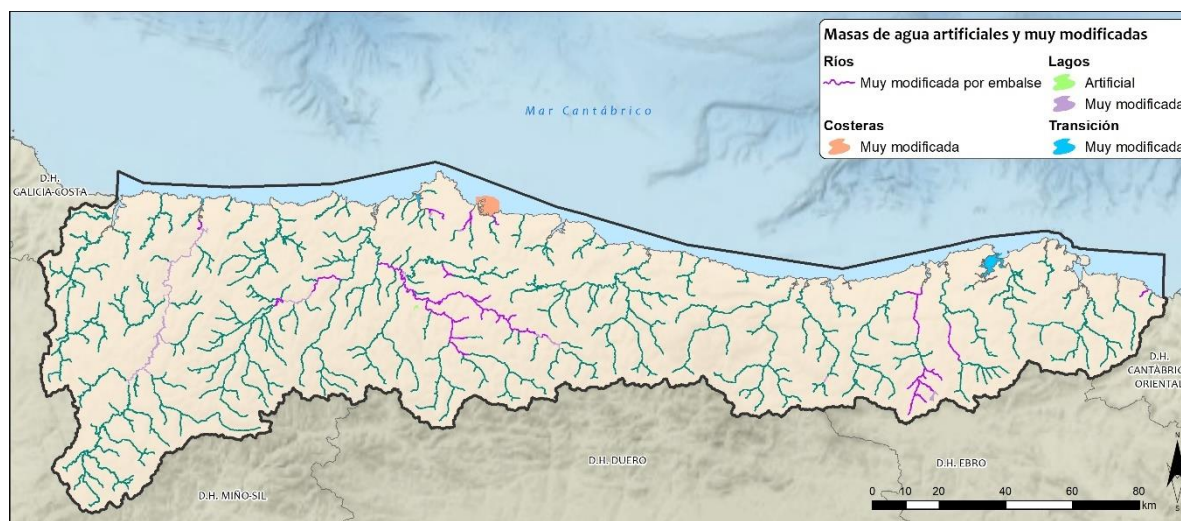 Masas de agua artificiales y muy modificadas
Ríos
Muy modificada por embalse
Costeras
Muy modificada
Lagos
Artificial
Muy modificada
Transición
Muy modificada
Mar Cantábrico
D.H.
GALICIA-COSTA
D.H.
CANTÁBRICO
ORIENTAL
D.H. DUERO
D.H. EBRO
D.H. MIÑO-SIL
N
S
0 10 20 40 60 80
km